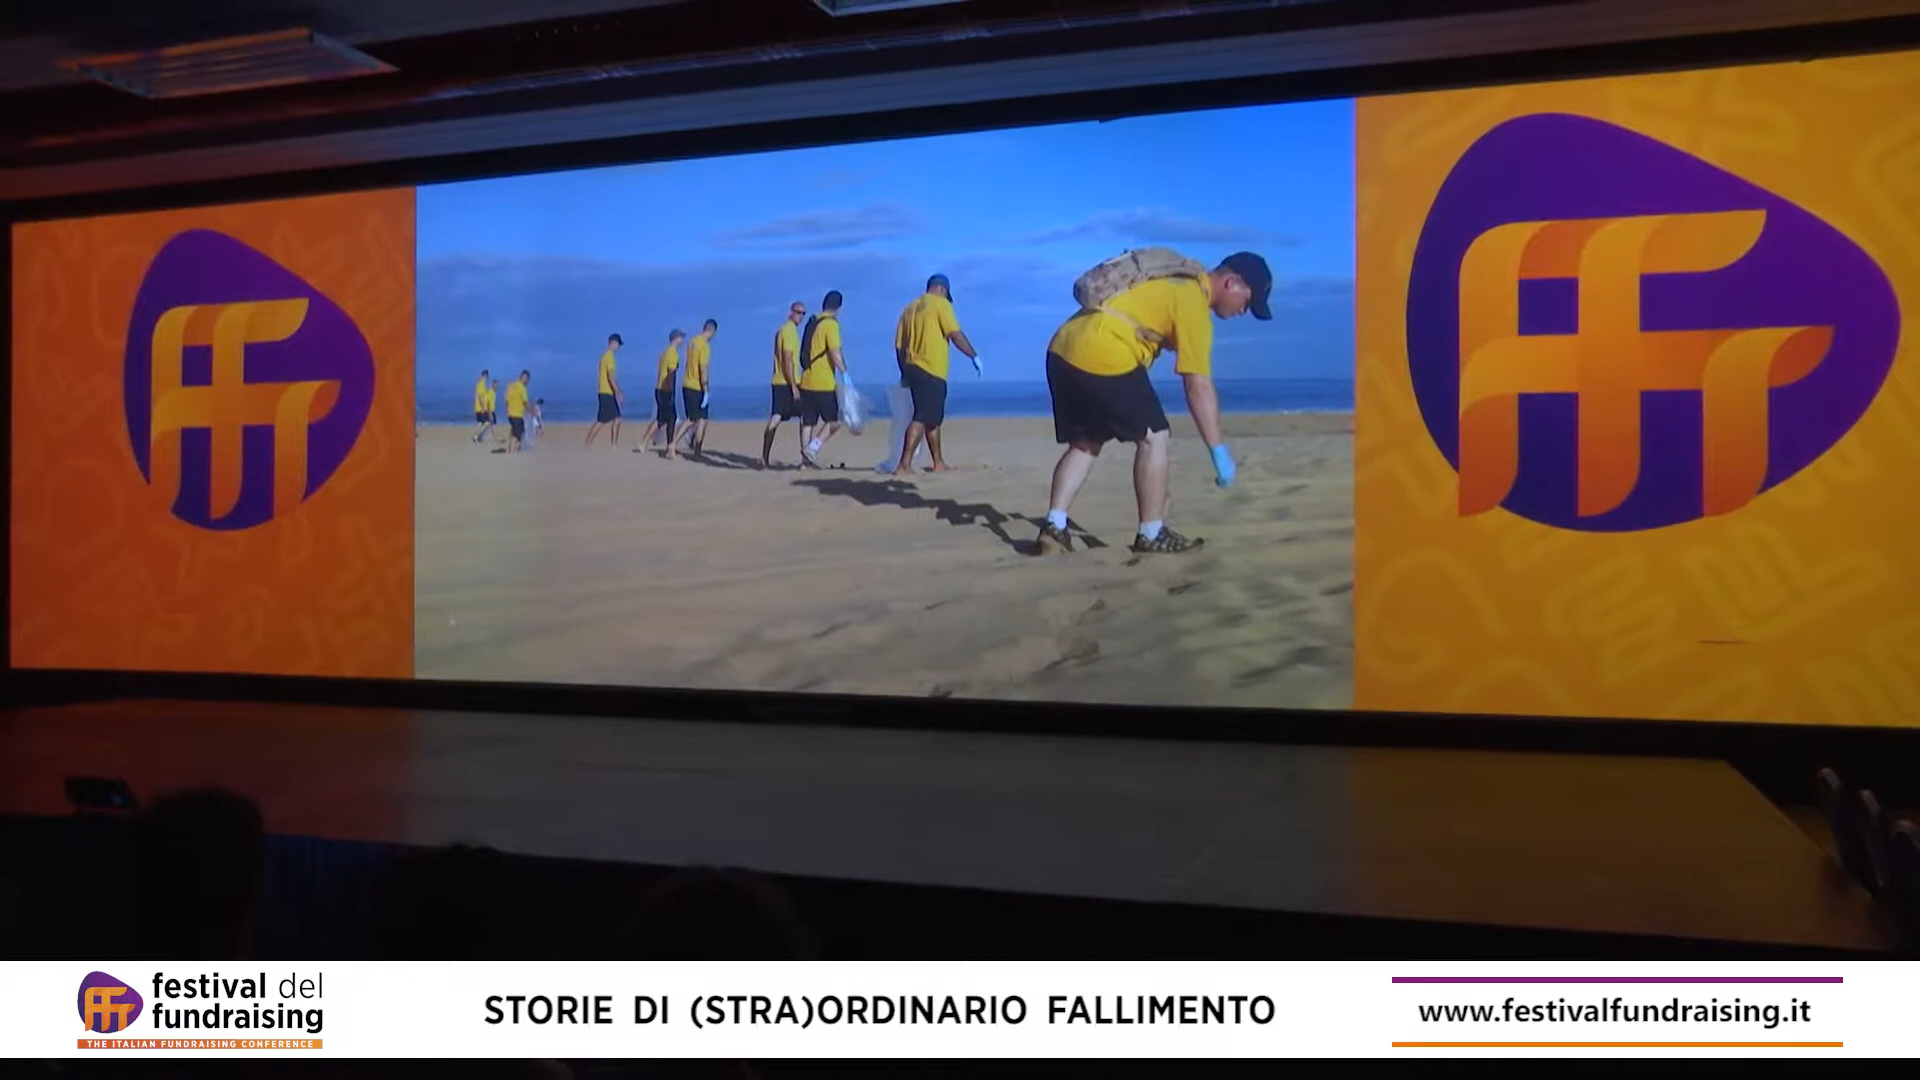 festival del
fundraising
THE ITALIAN FUNDRAISING CONFERENCE
STORIE DI (STRA)ORDINARIO FALLIMENTO
www.festivalfundraising.it